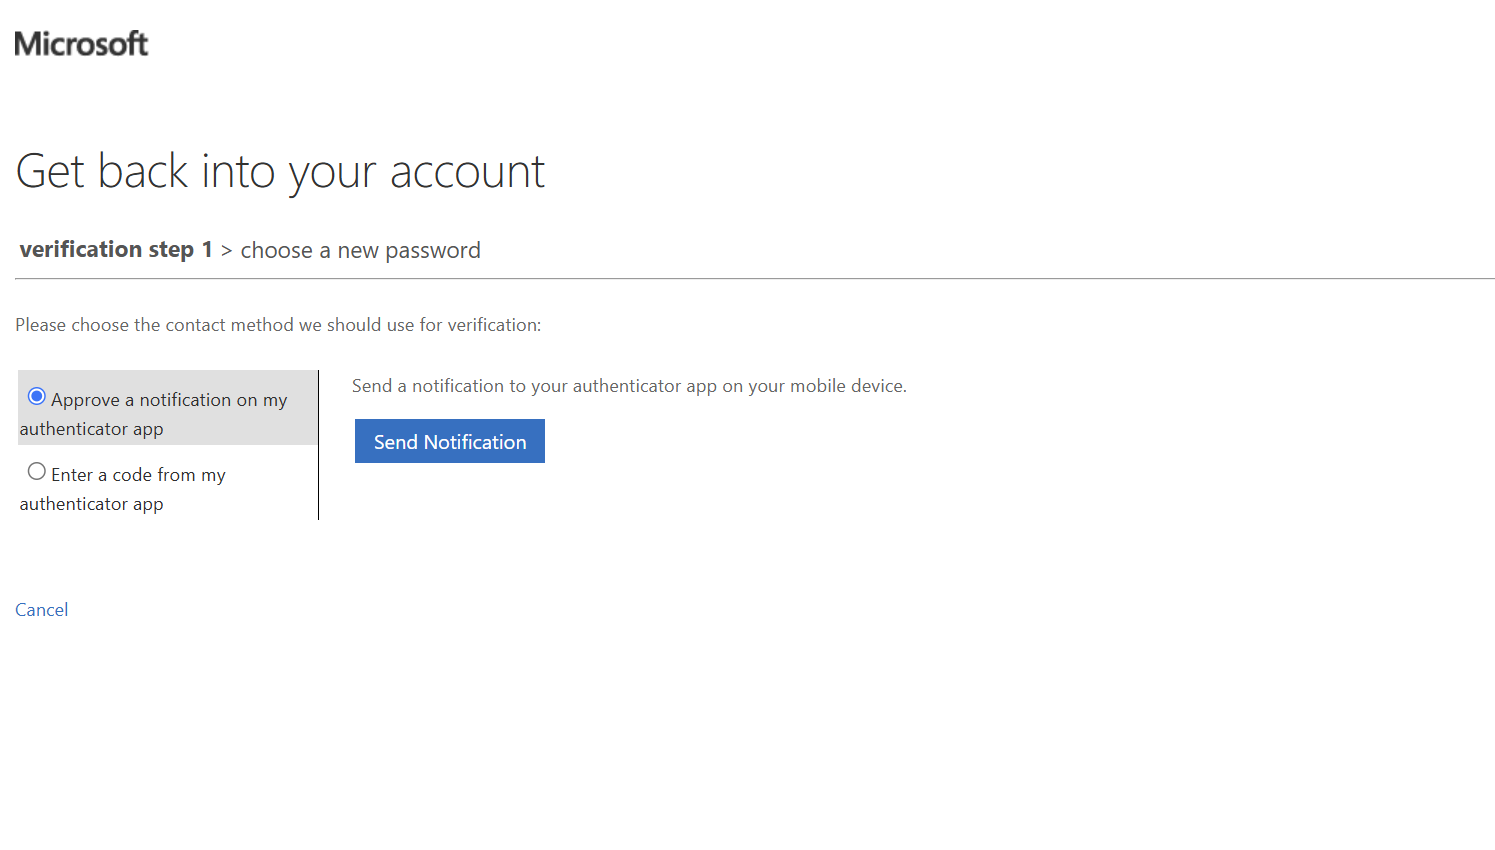 Microsoft
Get back into your account
verification step 1 > choose a new password
Please choose the contact method we should use for verification:
Approve a notification on my
authenticator app
Enter a code from my
authenticator app
Send a notification to your authenticator app on your mobile device.
Send Notification
Cancel